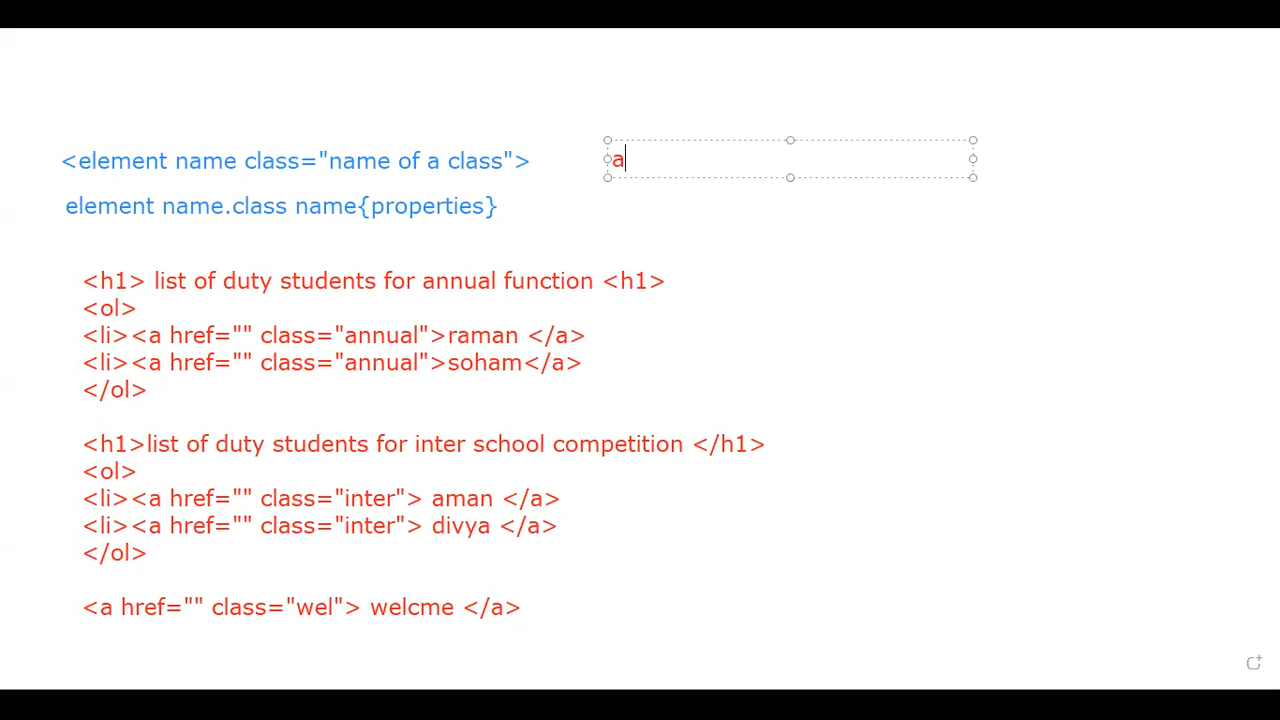 <element name class="name of a class">
a
element name.class name{properties}
<h1> list of duty students for annual function <h1>
<ol>
<li><a href="" class="annual">raman </a>
<li><a href="" class="annual">soham</a>
</ol>
<h1>list of duty students for inter school competition </h1>
<ol>
<li><a href="" class="inter"> aman </a>
<li><a href="" class="inter"> divya </a>
</ol>
<a href="" class="wel"> welcme </a>